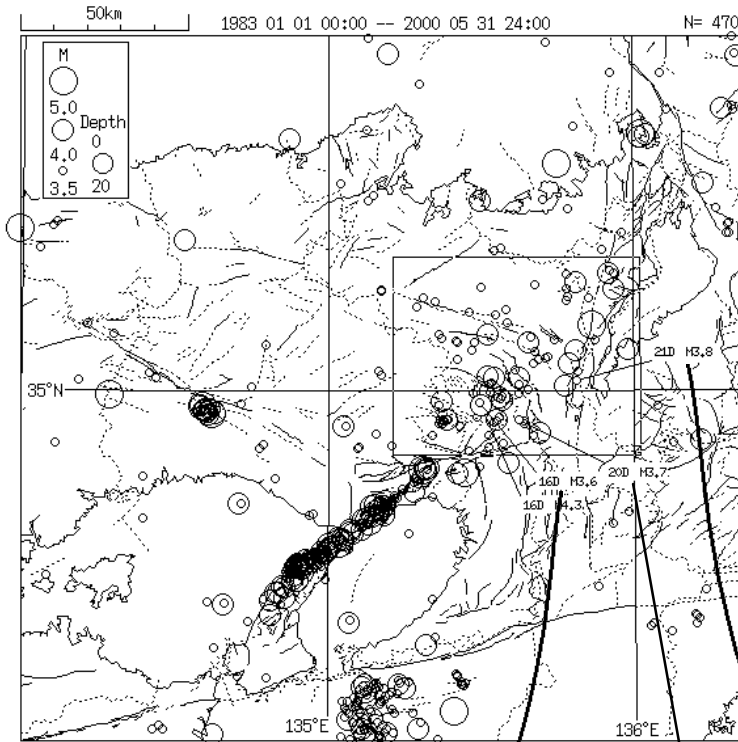 50km
1983 01 01 00:00 -- 2000 05 31 24:00
N= 470
M
5.0
Depth
0
4.0
3.5
20
21D M3.8
35°N
20D M3.7
16D M3.6
16D M4.3
135°E
136°E